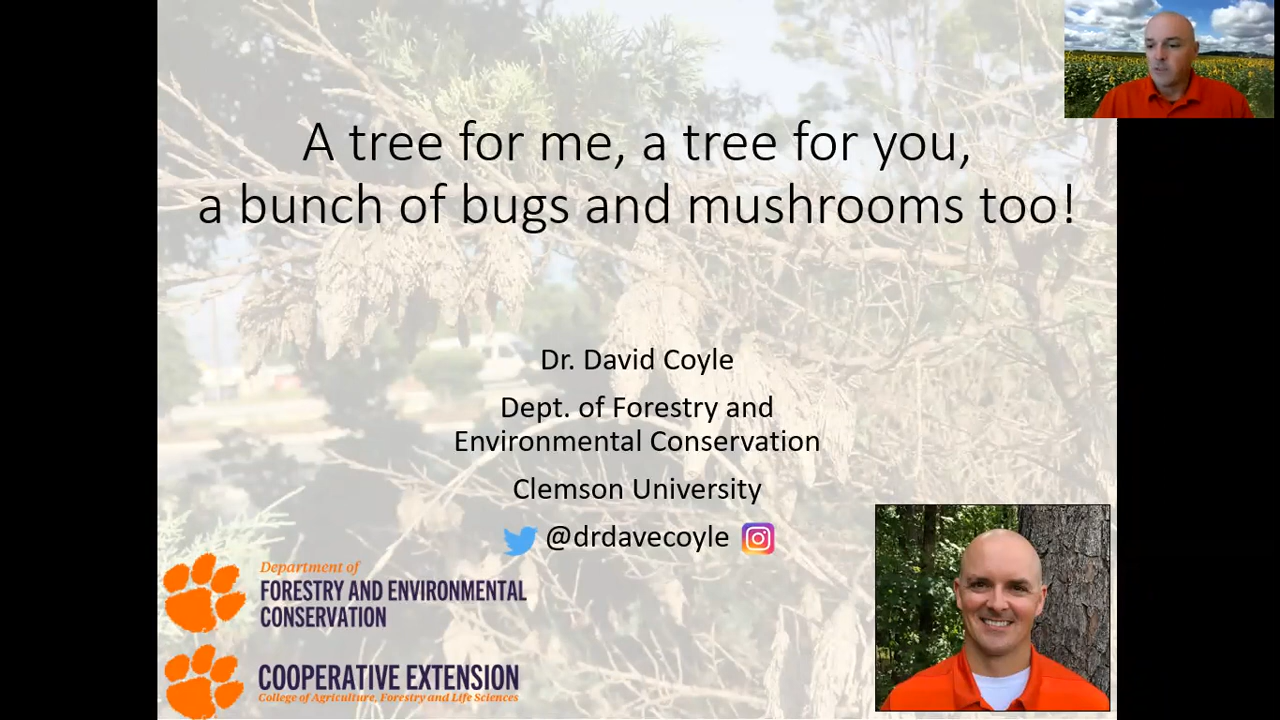 A tree for me, a tree for you,
a bunch of bugs and mushrooms too!
Dr. David Coyle
Dept. of Forestry and
Environmental Conservation
Clemson University
@drdavecoyle
Department of
FORESTRY AND ENVIRONMENTAL
CONSERVATION
COOPERATIVE EXTENSION
College of Agriculture, Forestry and Life Sciences